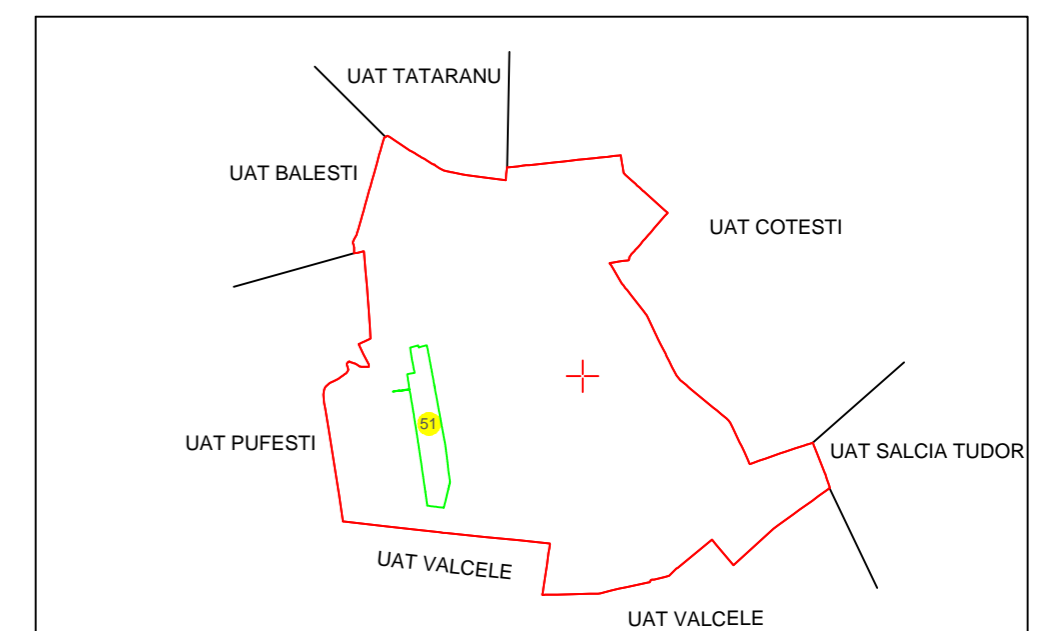 UAT TATARANU
UAT BALESTI
UAT COTESTI
51
UAT PUFESTI
UAT SALCIA TUDOR
UAT VALCELE
UAT VALCELE